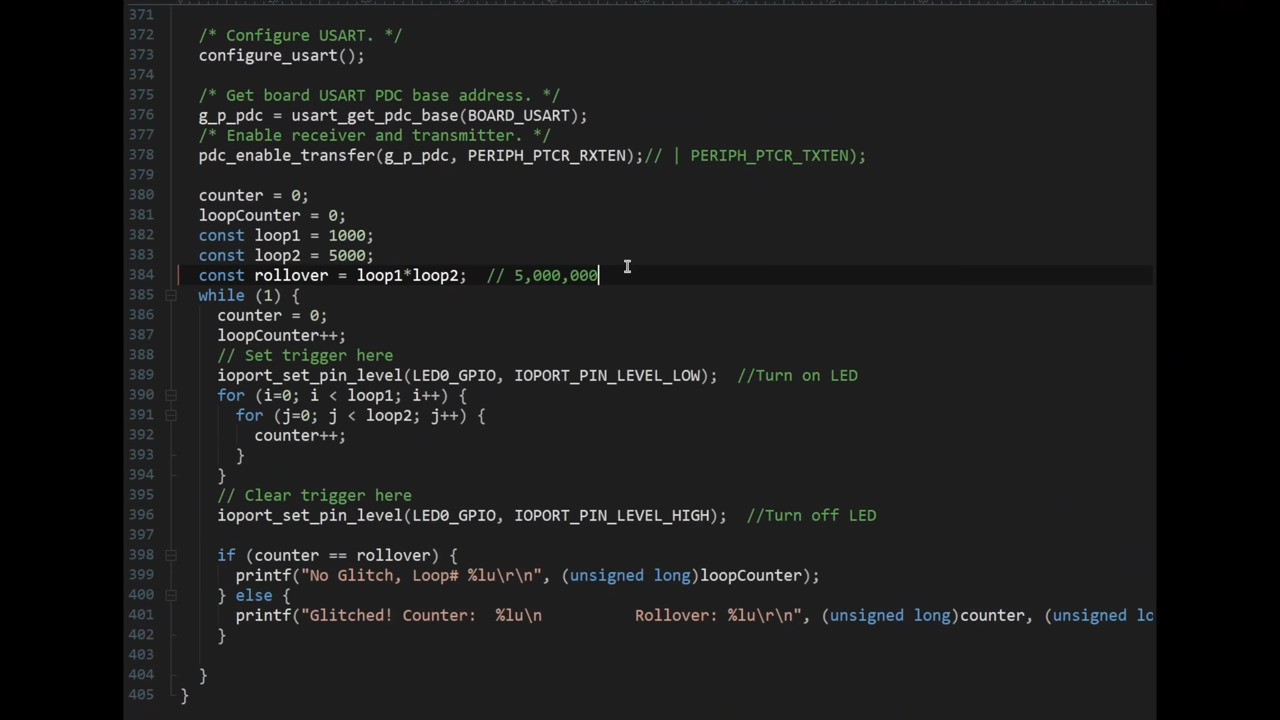 371
372 /* Configure USART. */
373 configure_usart();
374
375 /* Get board USART PDC base address. */
376 g_p_pdc = usart_get_pdc_base(BOARD_USART);
377 /* Enable receiver and transmitter. */
378 pdc_enable_transfer(g_p_pdc, PERIPH_PTCR_RXTEN);// | PERIPH_PTCR_TXTEN);
379
380 counter = 0;
381 loopCounter = 0;
382 const loop1 = 1000;
383 const loop2 = 5000;
384 const rollover = loop1*loop2;  // 5,000,000
385 while (1) {
386 counter = 0;
387 loopCounter++;
388 // Set trigger here
389 ioport_set_pin_level(LED0_GPIO, IOPORT_PIN_LEVEL_LOW);  //Turn on LED
390 for (i=0; i < loop1; i++) {
391 for (j=0; j < loop2; j++) {
392 counter++;
393 }
394 }
395 // Clear trigger here
396 ioport_set_pin_level(LED0_GPIO, IOPORT_PIN_LEVEL_HIGH);  //Turn off LED
397
398 if (counter == rollover) {
399 printf("No Glitch, Loop# %lu\r\n", (unsigned long)loopCounter);
400 } else {
401 printf("Glitched! Counter:  %lu\n          Rollover: %lu\r\n", (unsigned long)counter, (unsigned lo
402 }
403
404 }
405 }